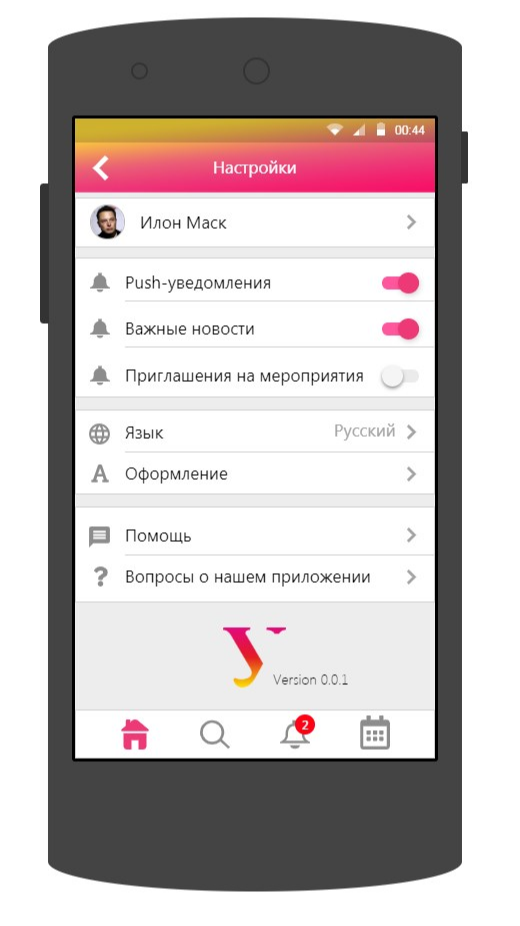 00:44
Настройки
Илон Маск
Push-уведомления
Важные новости
Приглашения на мероприятия
Язык Русский
A Оформление
Помощь
? Вопросы о нашем приложении
У
Version 0.0.1
2